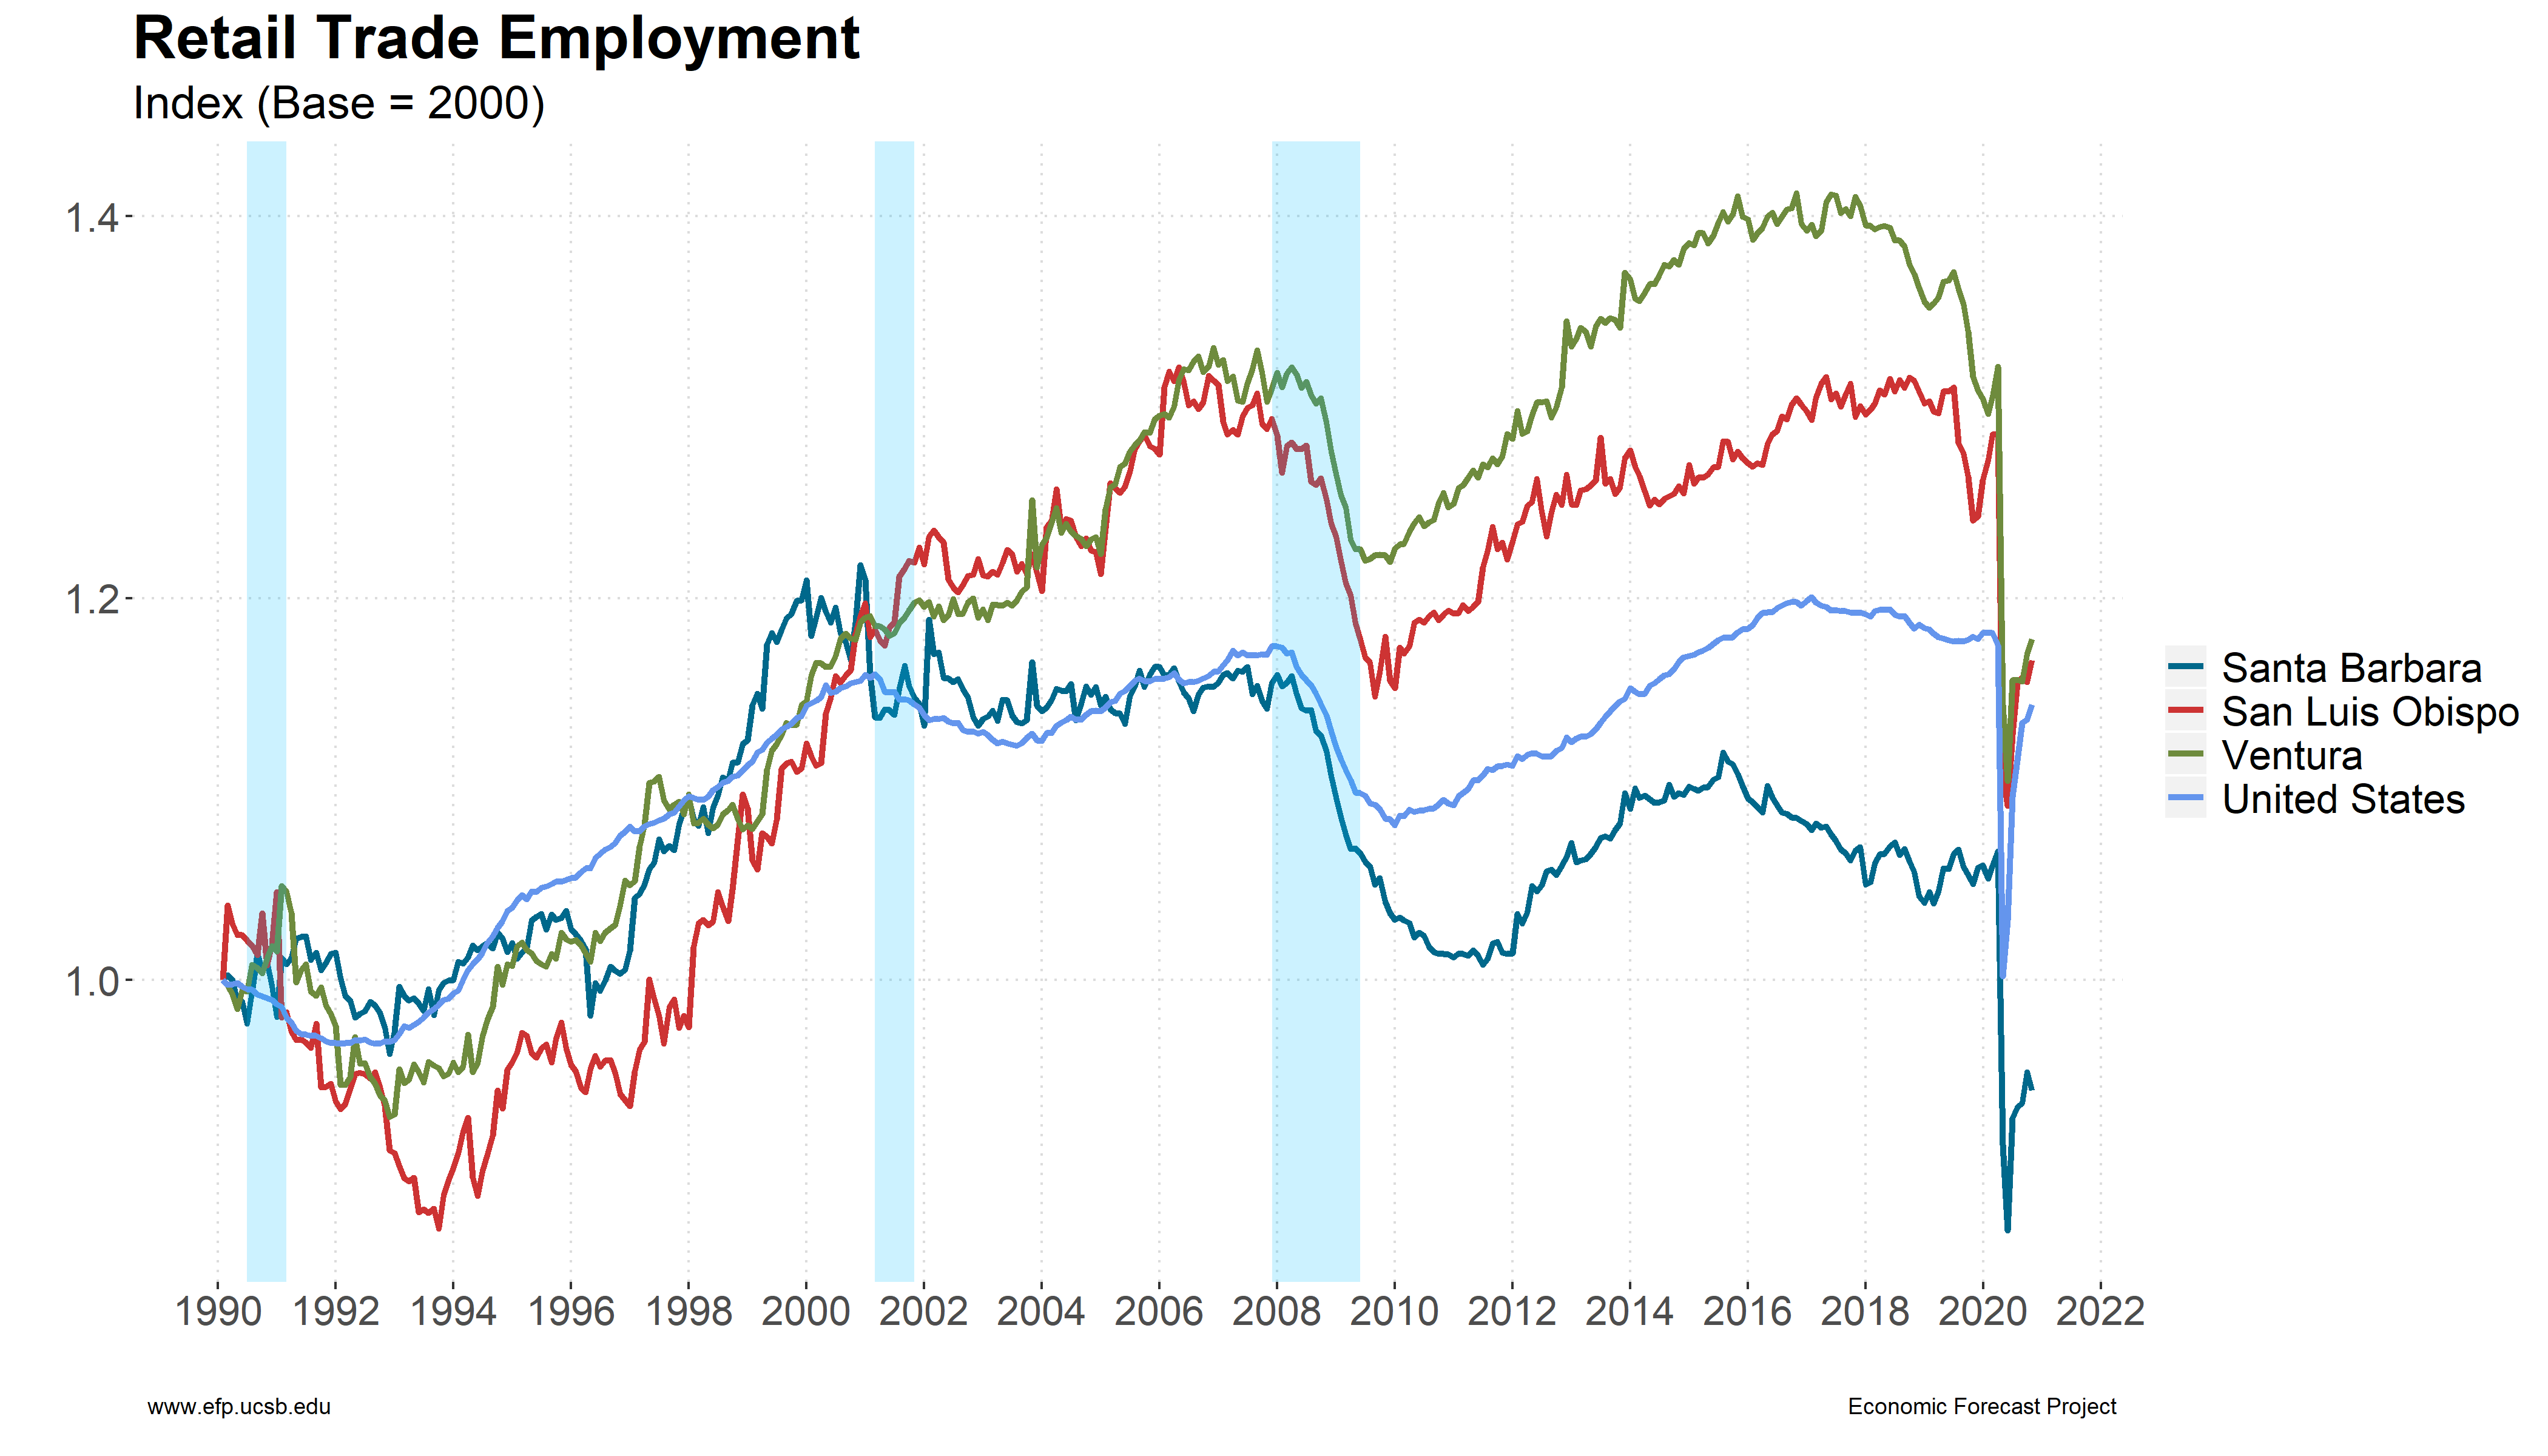 Retail Trade Employment
Index (Base = 2000)
1.4
1.2
1.0
Santa Barbara
San Luis Obispo
Ventura
United States
1990 1992 1994 1996 1998 2000 2002 2004 2006 2008 2010 2012 2014 2016 2018 2020 2022
www.efp.ucsb.edu Economic Forecast Project